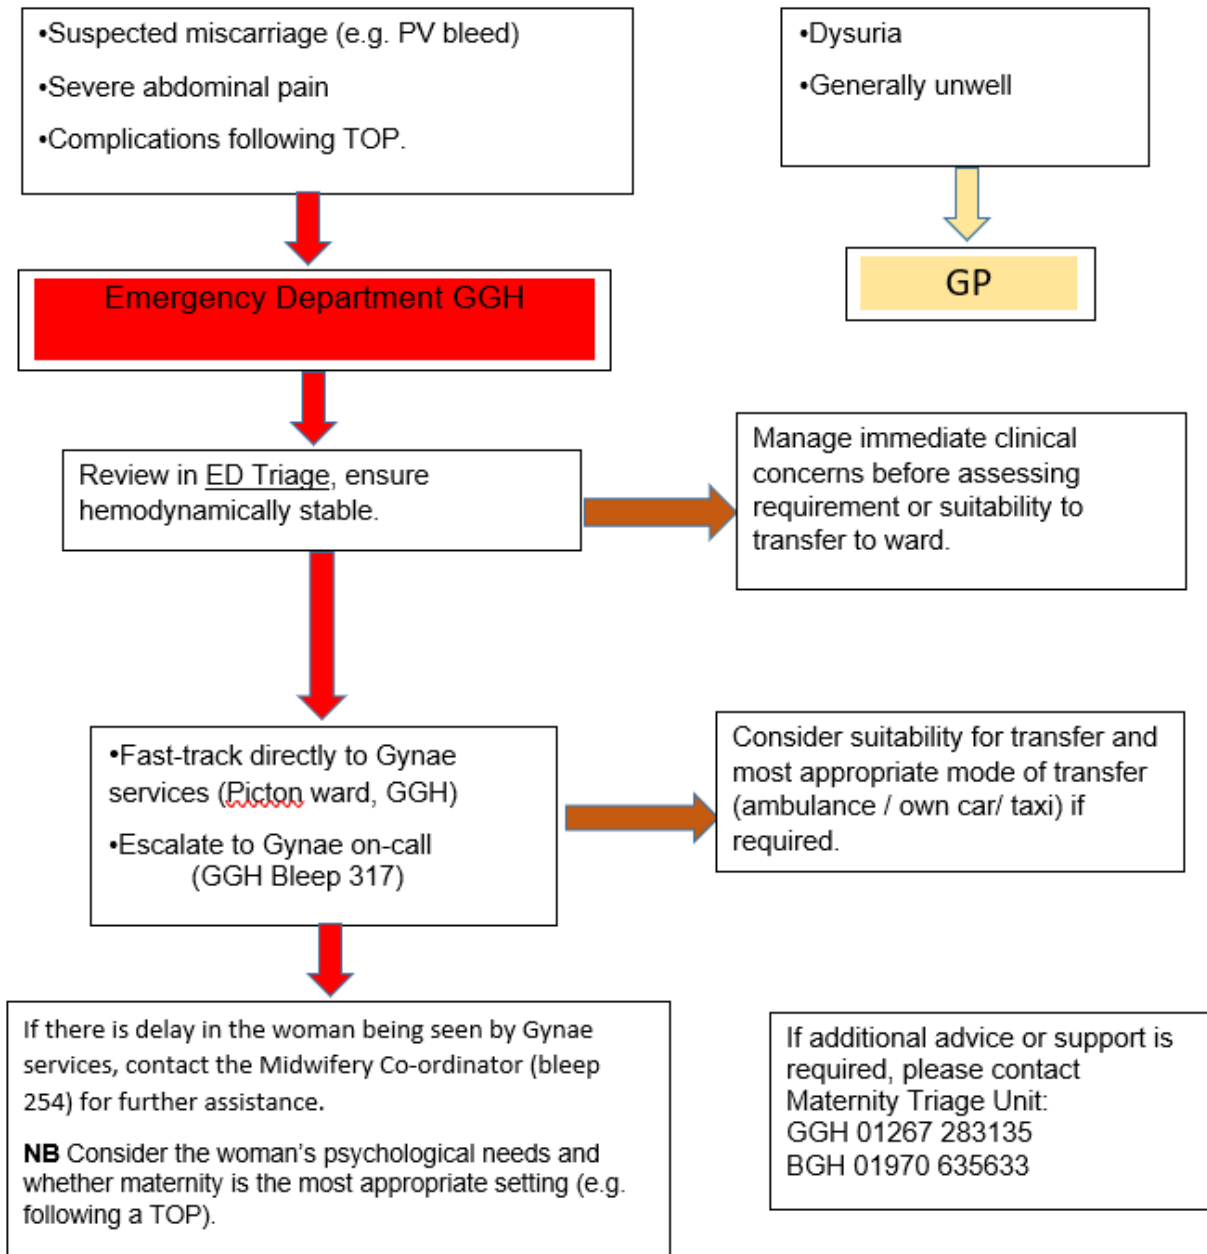 •Suspected miscarriage (e.g. PV bleed)
•Severe abdominal pain
•Complications following TOP.
•Dysuria
•Generally unwell
Emergency Department GGH
GP
Review in ED Triage, ensure
hemodynamically stable.
Manage immediate clinical
concerns before assessing
requirement or suitability to
transfer to ward.
•Fast-track directly to Gynae
services (Picton ward, GGH)
•Escalate to Gynae on-call
(GGH Bleep 317)
Consider suitability for transfer and
most appropriate mode of transfer
(ambulance / own car/ taxi) if
required.
If there is delay in the woman being seen by Gynae
services, contact the Midwifery Co-ordinator (bleep
254) for further assistance.
NB Consider the woman's psychological needs and
whether maternity is the most appropriate setting (e.g.
following a TOP).
If additional advice or support is
required, please contact
Maternity Triage Unit:
GGH 01267 283135
BGH 01970 635633